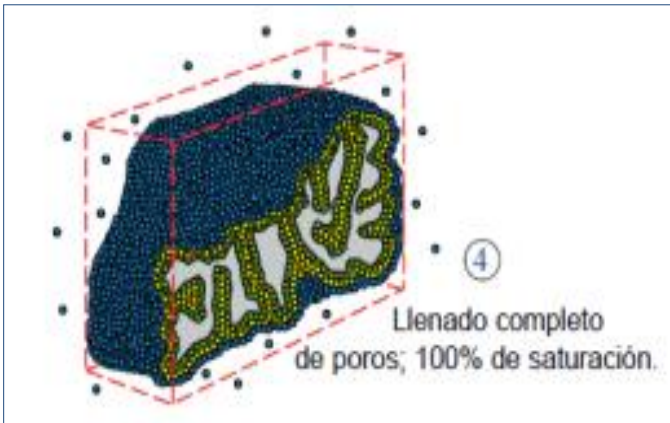 4
Llenado completo
de poros; 100% de saturación.